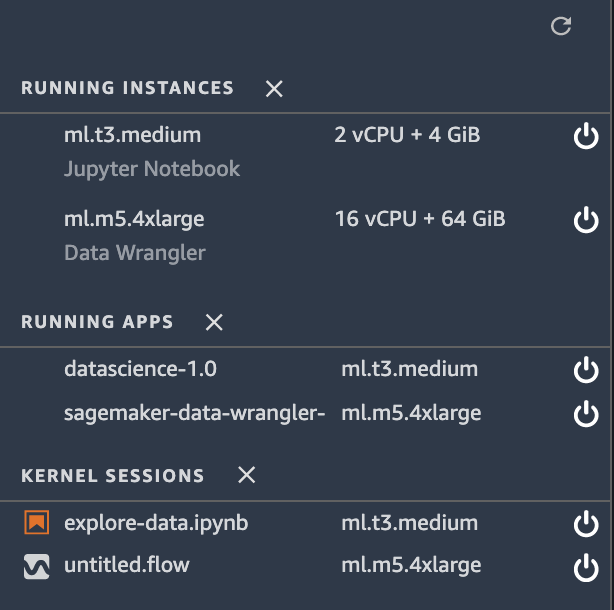 RUNNING INSTANCES
ml.t3.medium 2 vCPU + 4 GiB
Jupyter Notebook
ml.m5.4xlarge 16 vCPU + 64 GiB
Data Wrangler
RUNNING APPS
datascience-1.0 ml.t3.medium
sagemaker-data-wrangler- ml.m5.4xlarge
KERNEL SESSIONS
explore-data.ipynb ml.t3.medium
untitled.flow ml.m5.4xlarge